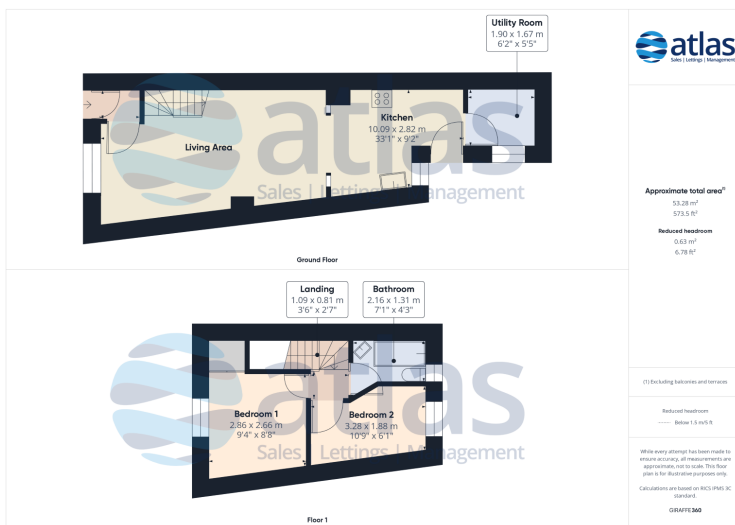 Utility Room
1.90 x 1.67 m
6'2" x 5'5"
Kitchen
10.09 x 2.82 m
33'1" x 9'2"
Living Area
atlas
Sales | Lettings | Management
Ground Floor
Landing
1.09 x 0.81 m
3'6" x 2'7"
Bathroom
2.16 x 1.31 m
7'1" x 4'3"
Bedroom 1
2.86 x 2.66 m
9'4" x 8'8"
Bedroom 2
3.28 x 1.88 m
10'9" x 6'1"
atlas
Sales | Lettings | Management
Floor 1
atlas
Sales | Lettings | Management
Approximate total area(1)
53.28 m²
573.5 ft²
Reduced headroom
0.63 m²
6.78 ft²
(1) Excluding balconies and terraces
Reduced headroom
Below 1.5 m/5 ft
While every attempt has been made to
ensure accuracy, all measurements are
approximate, not to scale. This floor
plan is for illustrative purposes only.
Calculations are based on RICS IPMS 3C
standard.
GIRAFFE360